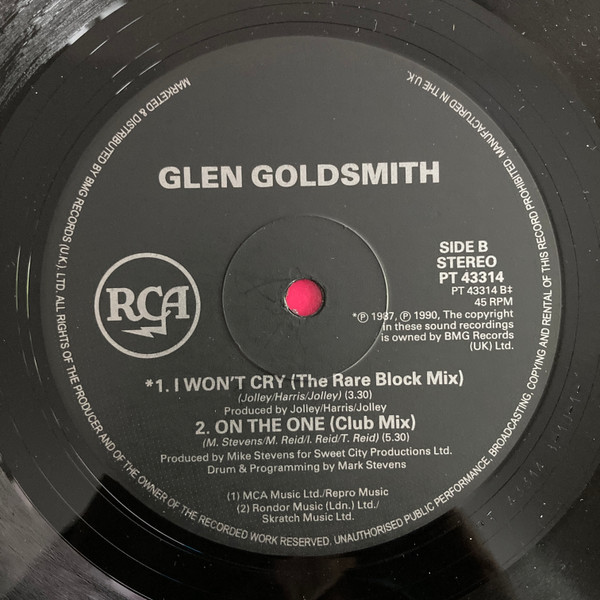 GLEN GOLDSMITH
SIDE B
STEREO
PT 43314
PT 43314 B‡
45 RPM
*℗ 1987, ℗ 1990, The copyright
in these sound recordings
is owned by BMG Records
(UK) Ltd.
RCA
*1. I WON'T CRY (The Rare Block Mix)
(Jolley/Harris/Jolley) (3.30)
Produced by Jolley/Harris/Jolley
2. ON THE ONE (Club Mix)
(M. Stevens/M. Reid/I. Reid/T. Reid) (5.30)
Produced by Mike Stevens for Sweet City Productions Ltd.
Drum & Programming by Mark Stevens
(1) MCA Music Ltd./Repro Music
(2) Rondor Music (Ldn.) Ltd./
Skratch Music Ltd.
MARKETED & DISTRIBUTED BY BMG RECORDS (U.K.). LTD. ALL RIGHTS OF THE PRODUCER AND OF THE OWNER OF THE RECORDED WORK RESERVED. UNAUTHORISED PUBLIC PERFORMANCE, BROADCASTING, COPYING AND RENTAL OF THIS RECORD PROHIBITED. MANUFACTURED IN THE U.K.